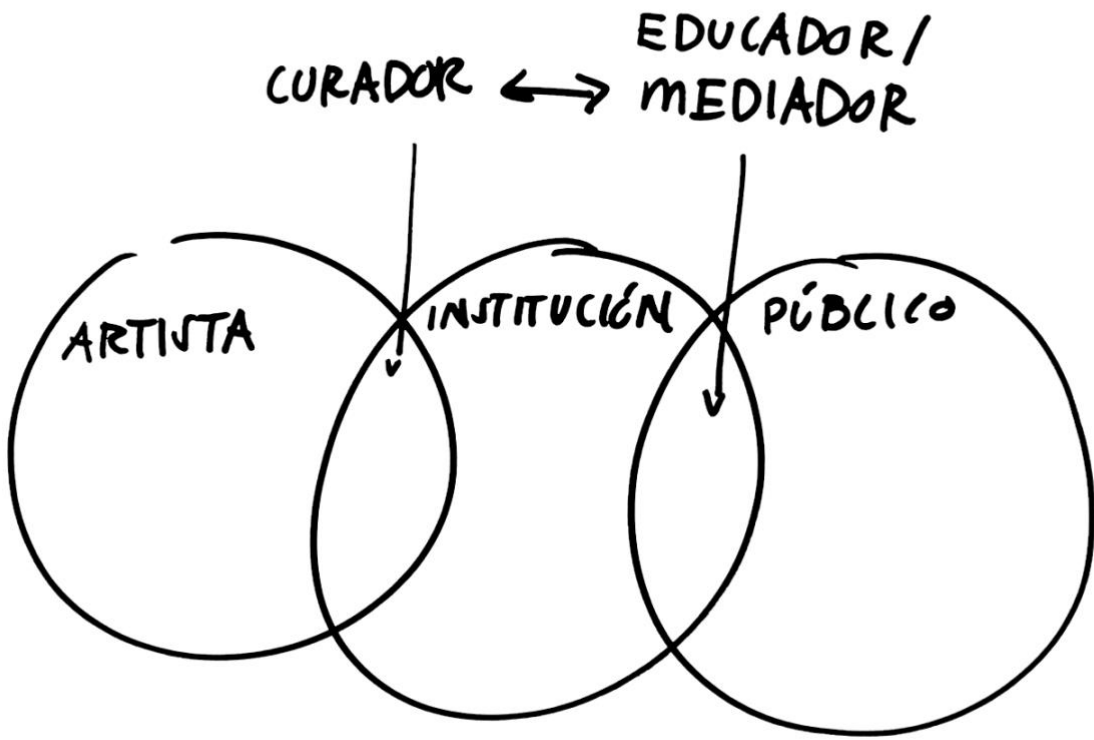 EDUCADOR/
CURADOR ↔ MEDIADOR
ARTISTA
INSTITUCIÓN
PÚBLICO